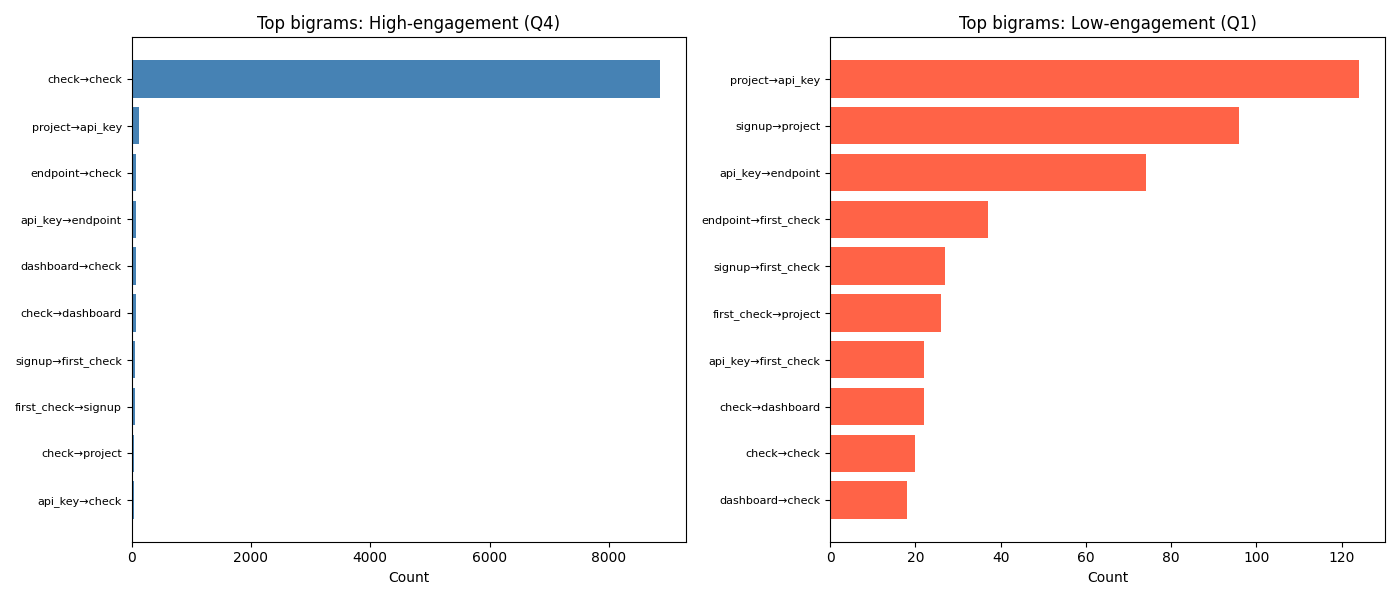 Top bigrams: High-engagement (Q4)
check→check
project→api_key
endpoint→check
api_key→endpoint
dashboard→check
check→dashboard
signup→first_check
first_check→signup
check→project
api_key→check
0 2000 4000 6000 8000
Count
Top bigrams: Low-engagement (Q1)
project→api_key
signup→project
api_key→endpoint
endpoint→first_check
signup→first_check
first_check→project
api_key→first_check
check→dashboard
check→check
dashboard→check
0 20 40 60 80 100 120
Count